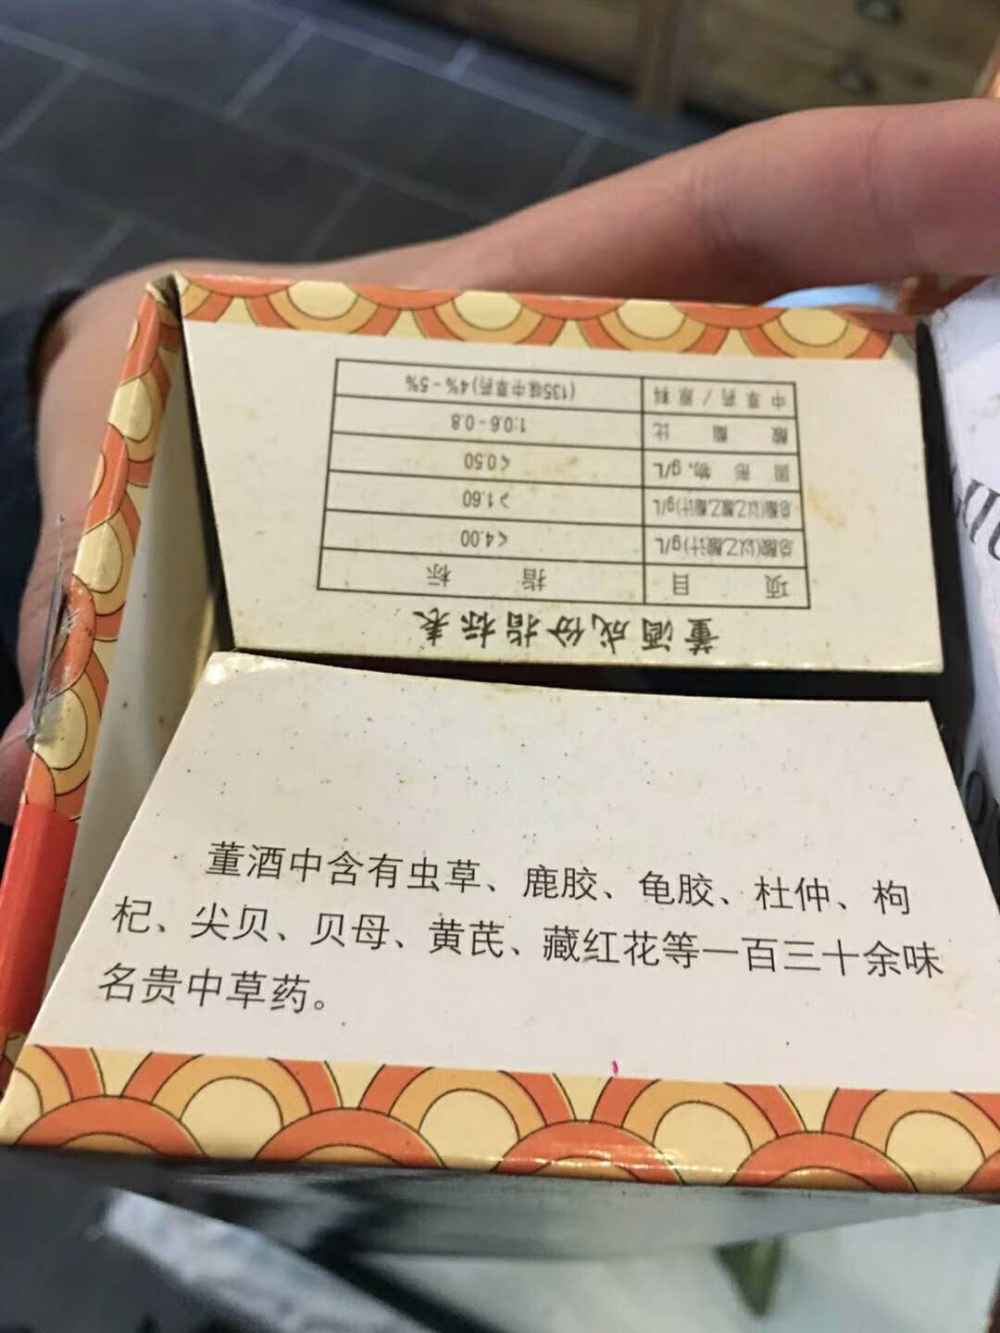 董酒成份指标表
项目 指标
总酸(以乙酸计)g/L ≤4.00
总酯(以乙酸乙酯计)g/L ≥1.60
固形物,g/L ≤0.50
酸酯比 1:0.6-0.8
中草药/原料 (135味中草药)4%-5%
董酒中含有虫草、鹿胶、龟胶、杜仲、枸
杞、尖贝、贝母、黄芪、藏红花等一百三十余味
名贵中草药。